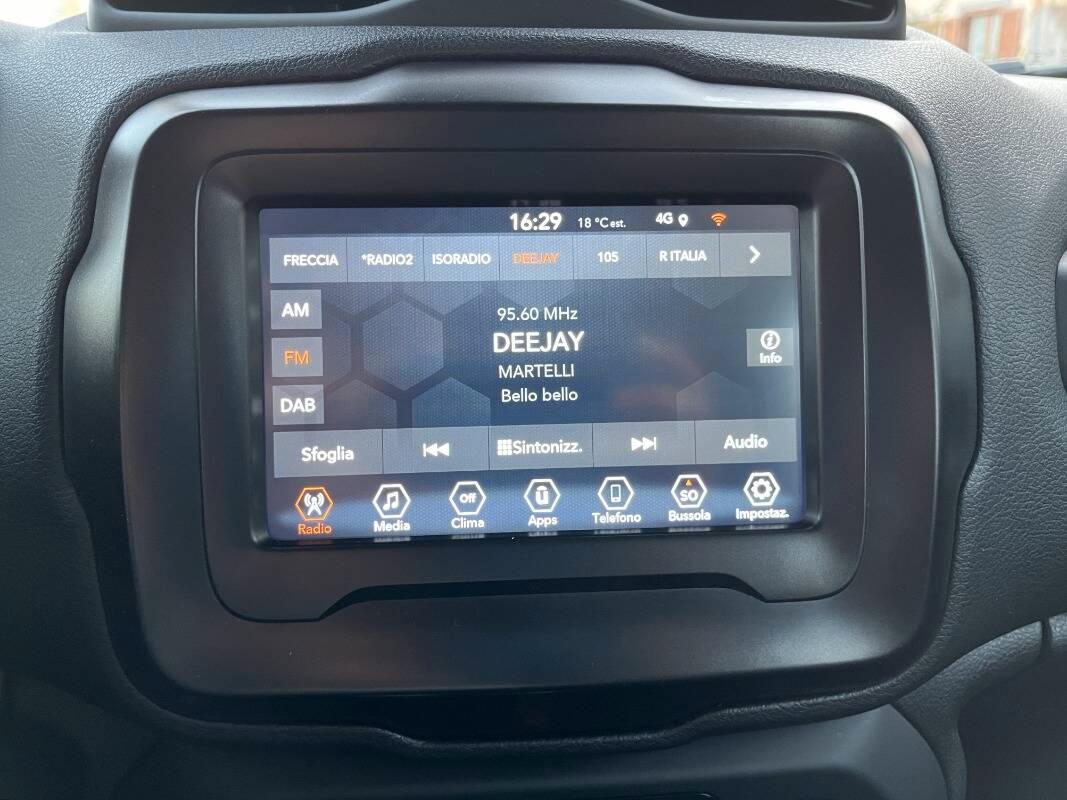 16:29 18 °C est. 4G
FRECCIA *RADIO2 ISORADIO DEEJAY 105 R ITALIA
AM
95.60 MHz
DEEJAY
FM
MARTELLI
Info
Bello bello
DAB
Sfoglia Sintonizz. Audio
Off SO
Radio Media Clima Apps Telefono Bussola Impostaz.